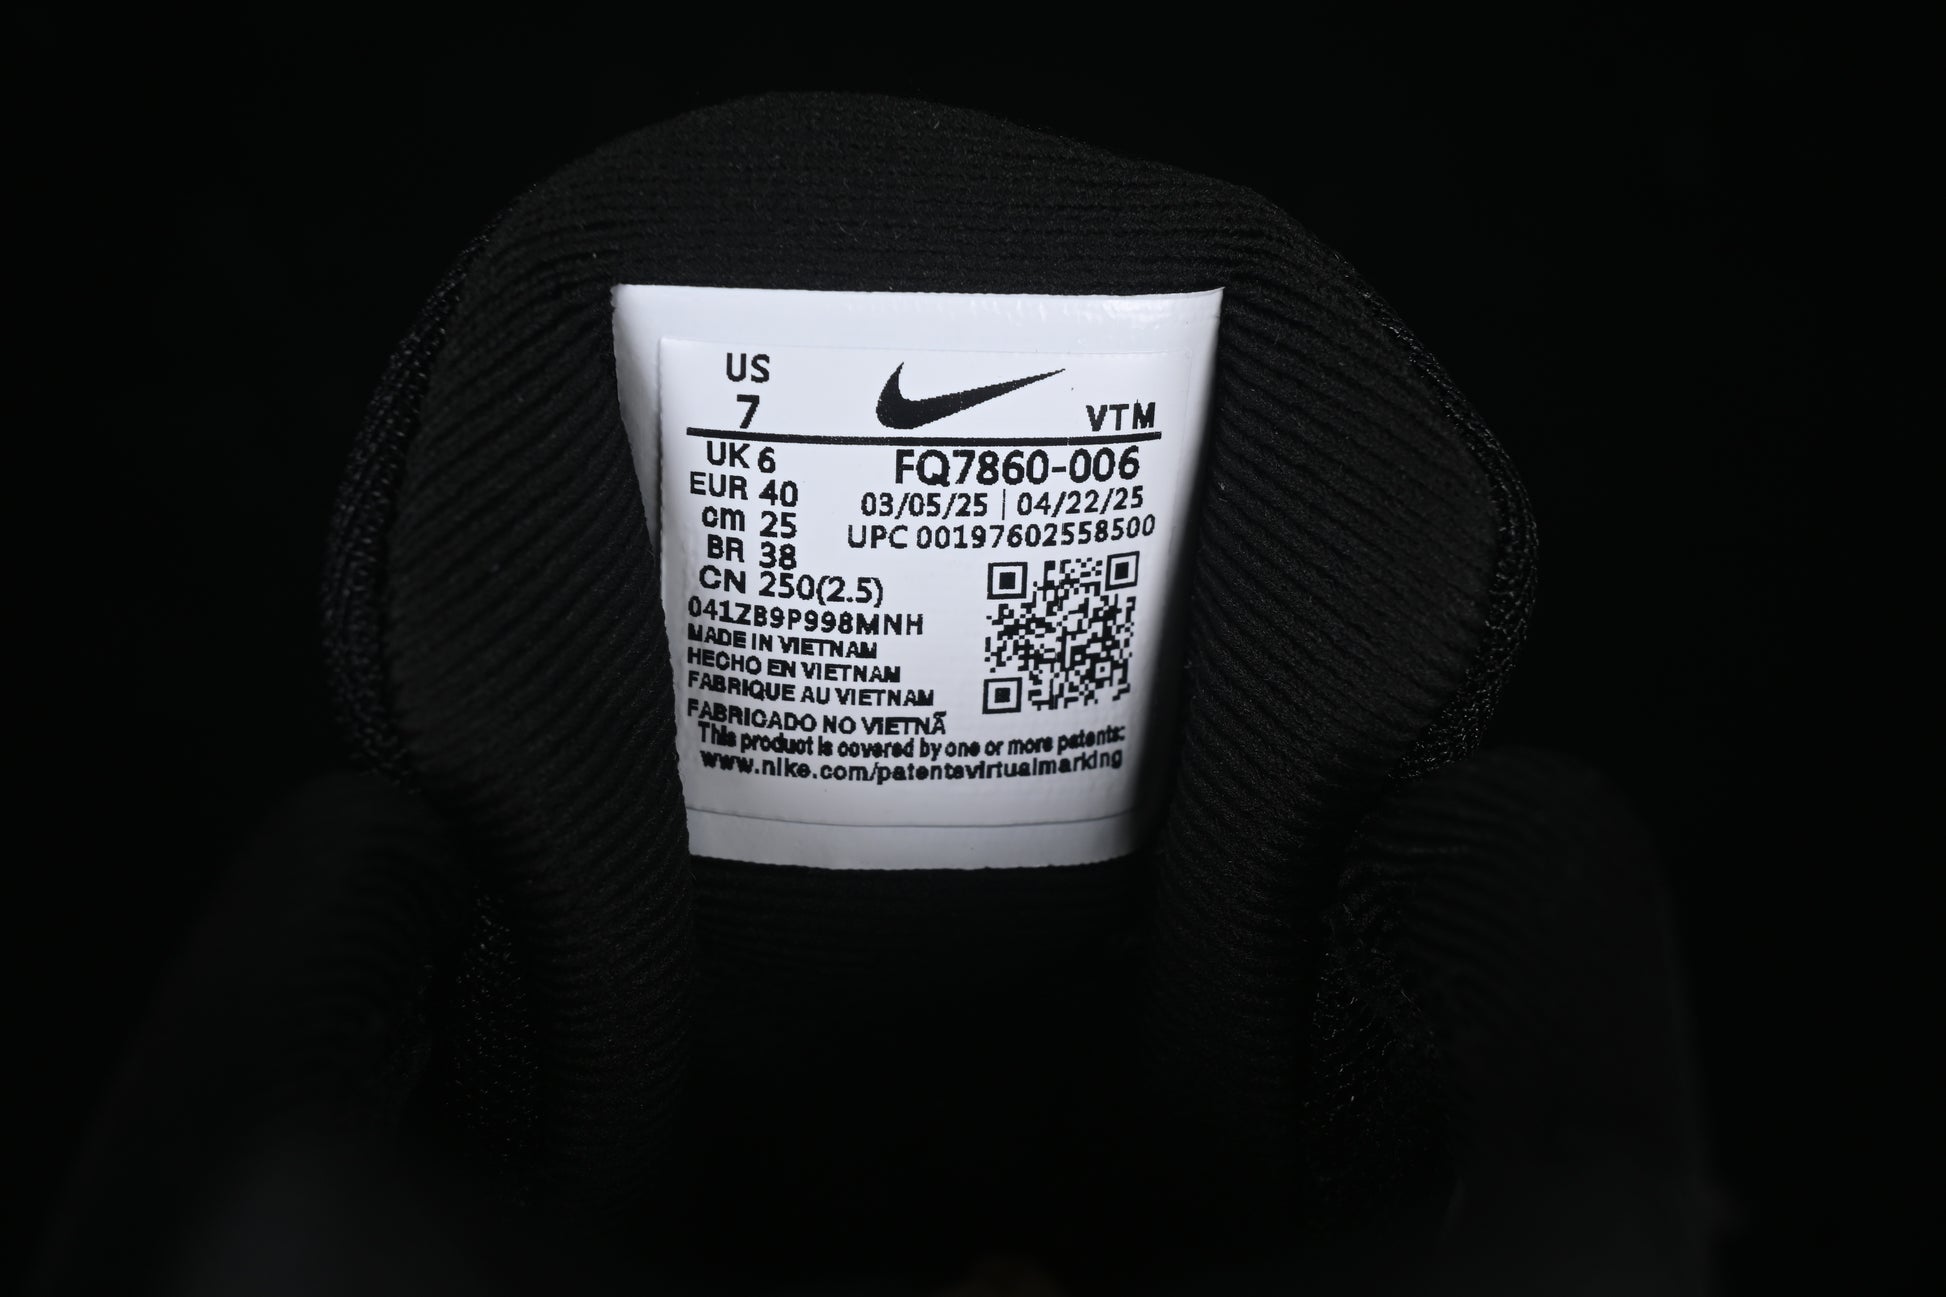 US
7
VTM
UK 6
EUR 40
cm 25
BR 38
CN 250(2.5)
FQ7860-006
03/05/25 | 04/22/25
UPC 00197602558500
041ZB9P998MNH
MADE IN VIETNAM
HECHO EN VIETNAM
FABRIQUE AU VIETNAM
FABRICADO NO VIETNÃ
This product is covered by one or more patents:
www.nike.com/patentsvirtualmarking